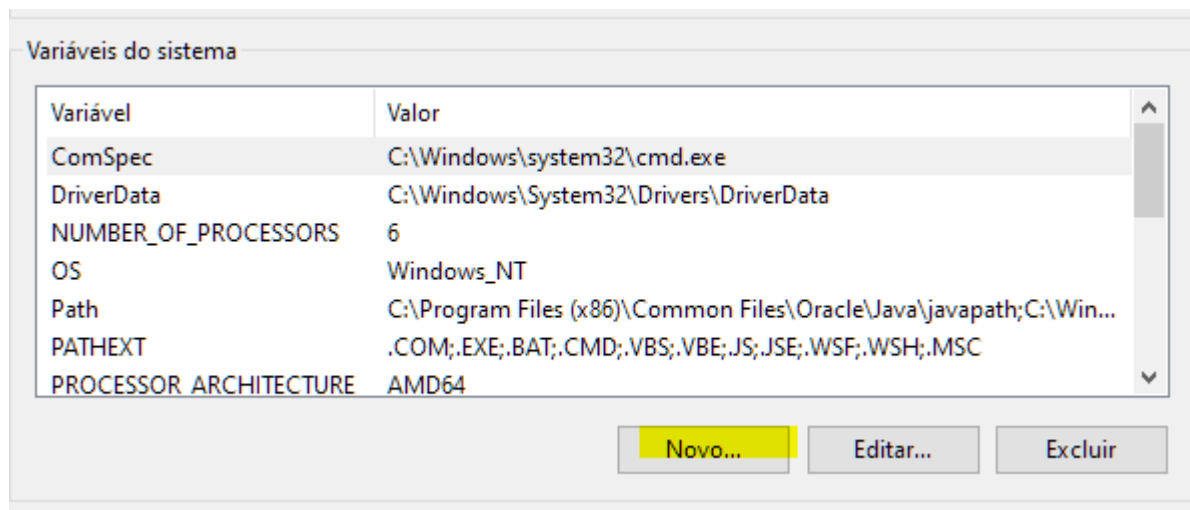 Variáveis do sistema
Variável Valor
ComSpec C:\Windows\system32\cmd.exe
DriverData C:\Windows\System32\Drivers\DriverData
NUMBER_OF_PROCESSORS 6
OS Windows_NT
Path C:\Program Files (x86)\Common Files\Oracle\Java\javapath;C:\Win...
PATHEXT .COM;.EXE;.BAT;.CMD;.VBS;.VBE;.JS;.JSE;.WSF;.WSH;.MSC
PROCESSOR_ARCHITECTURE AMD64
Novo... Editar... Excluir